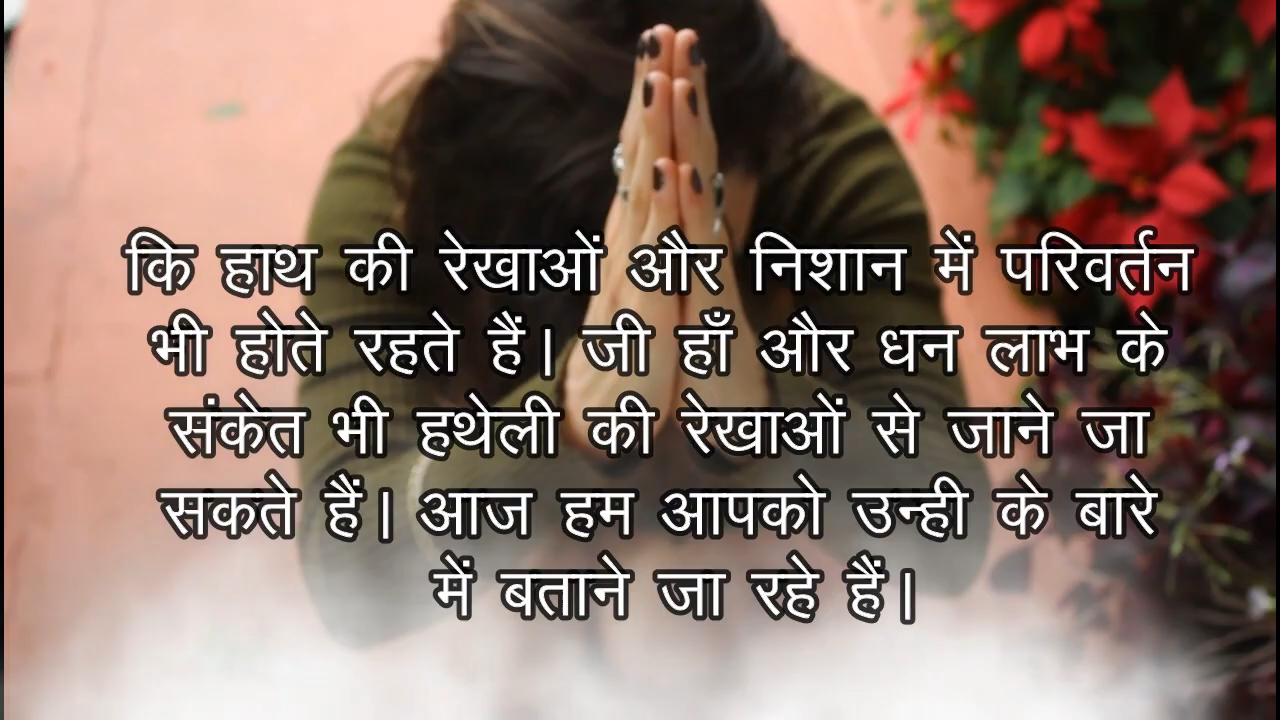 कि हाथ की रेखाओं और निशान में परिवर्तन
भी होते रहते हैं। जी हाँ और धन लाभ के
संकेत भी हथेली की रेखाओं से जाने जा
सकते हैं। आज हम आपको उन्ही के बारे
में बताने जा रहे हैं।